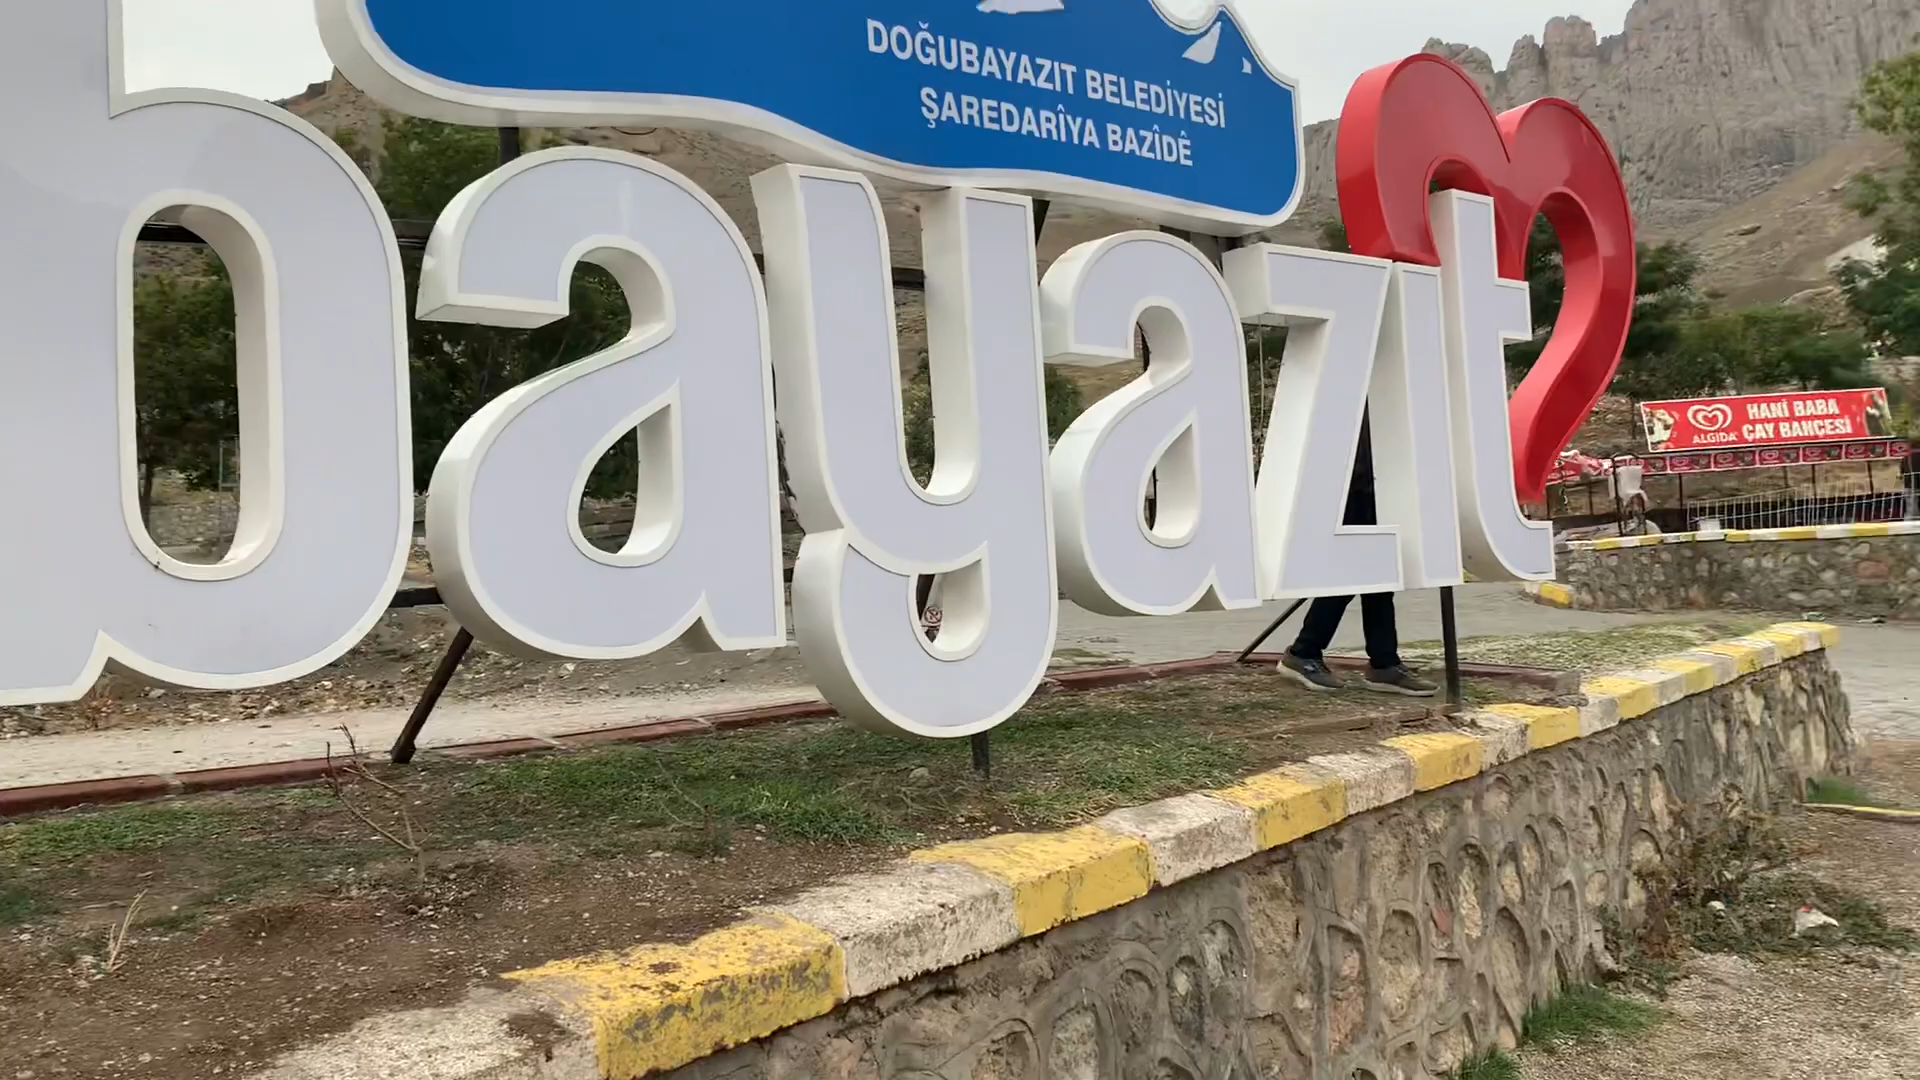 DOĞUBAYAZIT BELEDİYESİ
ŞAREDARÎYA BAZÎDÊ
bayazıt
HANİ BABA
ALGIDA ÇAY BAHÇESİ